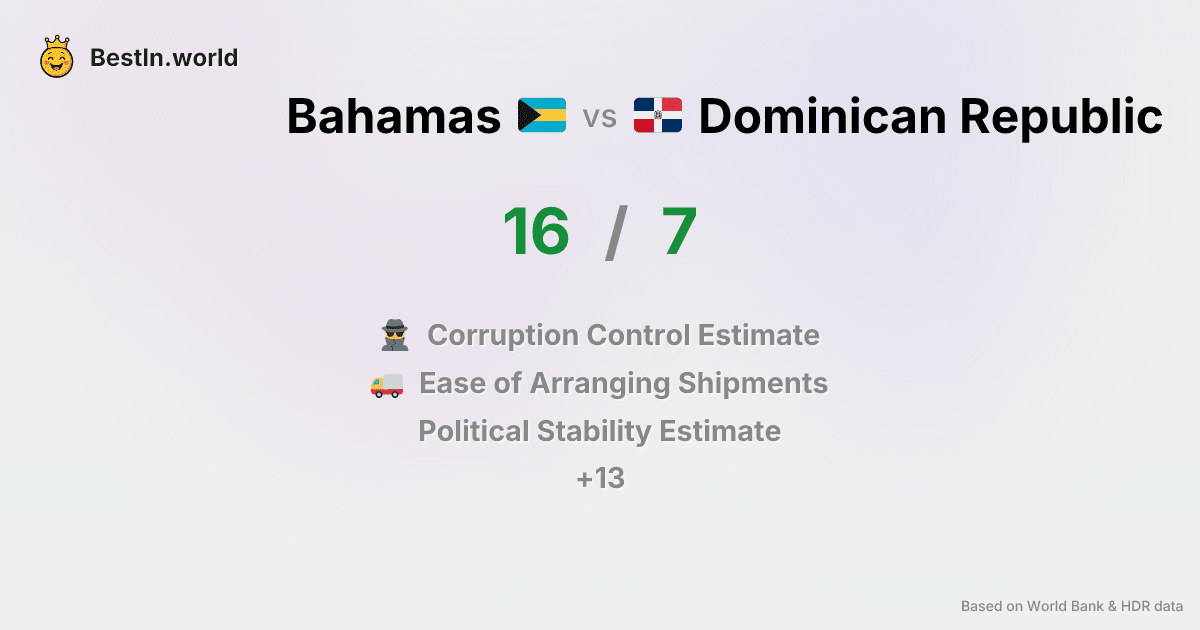 BestIn.world
Bahamas vs Dominican Republic
16 / 7
Corruption Control Estimate
Ease of Arranging Shipments
Political Stability Estimate
+13
Based on World Bank & HDR data